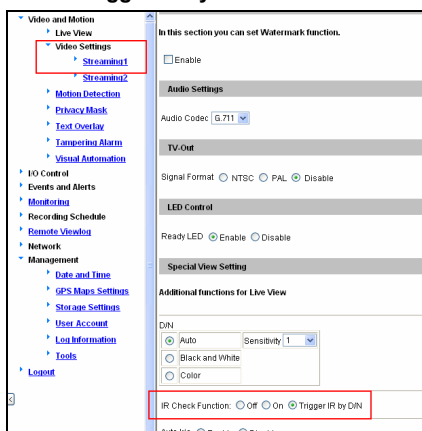 Video and Motion
Live View
Video Settings
Streaming1
Streaming2
Motion Detection
Privacy Mask
Text Overlay
Tampering Alarm
Visual Automation
I/O Control
Events and Alerts
Monitoring
Recording Schedule
Remote Viewlog
Network
Management
Date and Time
GPS Maps Settings
Storage Settings
User Account
Log Information
Tools
Logout
In this section you can set Watermark function.
Enable
Audio Settings
Audio Codec G.711
TV-Out
Signal Format NTSC PAL Disable
LED Control
Ready LED Enable Disable
Special View Setting
Additional functions for Live View
D/N
Auto Sensitivity 1
Black and White
Color
IR Check Function: Off On Trigger IR by D/N